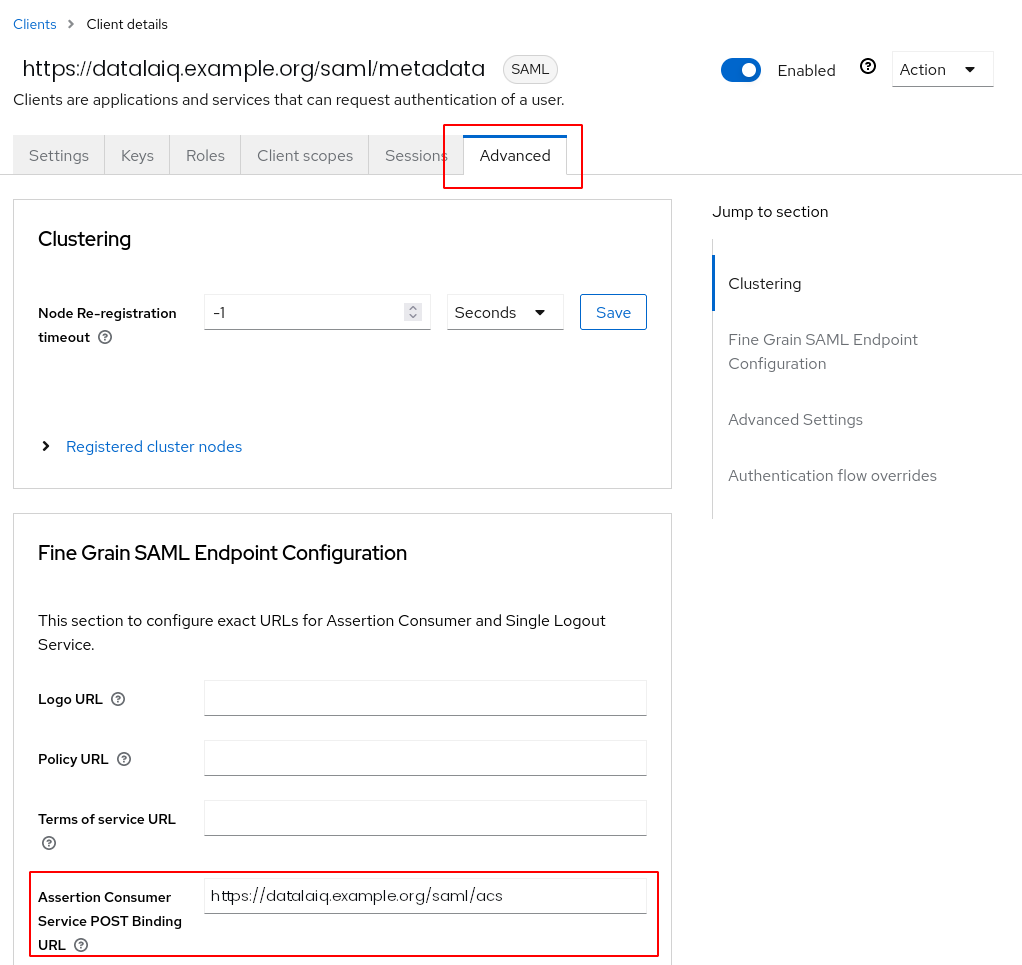 Clients > Client details
https://datalaiq.example.org/saml/metadata SAML Enabled Action
Clients are applications and services that can request authentication of a user.
Settings Keys Roles Client scopes Sessions Advanced
Jump to section
Clustering
Clustering
Node Re-registration timeout -1 Seconds Save
Fine Grain SAML Endpoint
Configuration
Advanced Settings
Registered cluster nodes
Authentication flow overrides
Fine Grain SAML Endpoint Configuration
This section to configure exact URLs for Assertion Consumer and Single Logout
Service.
Logo URL
Policy URL
Terms of service URL
Assertion Consumer https://datalaiq.example.org/saml/acs
Service POST Binding
URL